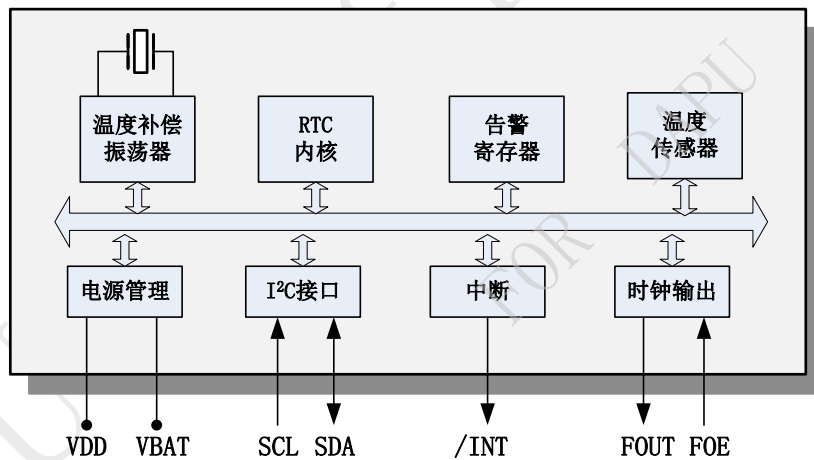 温度补偿
振荡器
RTC
内核
告警
寄存器
温度
传感器
电源管理
I²C接口
中断
时钟输出
VDD VBAT SCL SDA /INT FOUT FOE
FOR DAPU